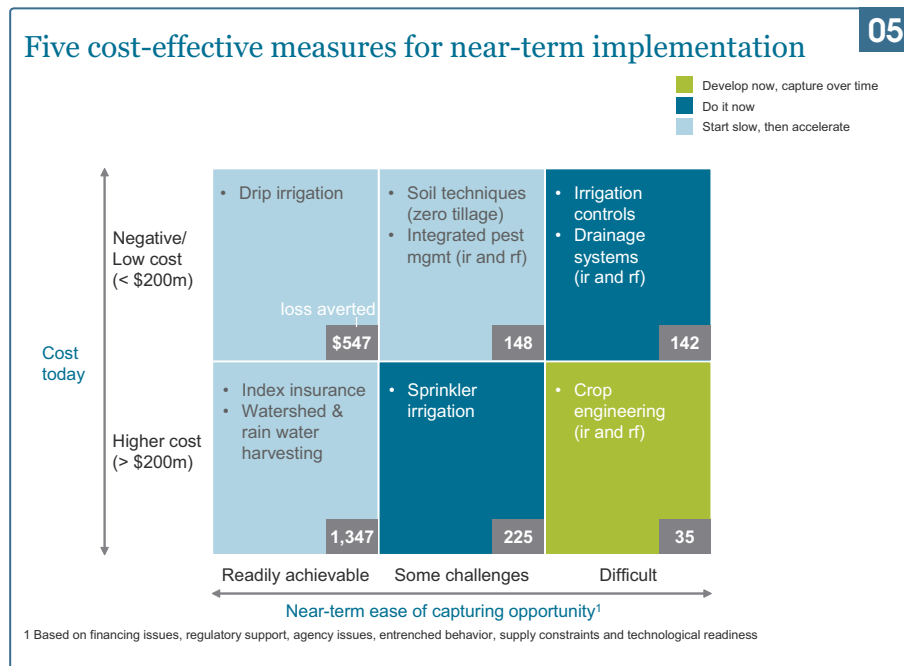 Five cost-effective measures for near-term implementation
05
Develop now, capture over time
Do it now
Start slow, then accelerate
Cost
today
Negative/
Low cost
(< $200m)
• Drip irrigation
loss averted
$547
• Soil techniques
(zero tillage)
• Integrated pest
mgmt (ir and rf)
148
• Irrigation
controls
• Drainage
systems
(ir and rf)
142
Higher cost
(> $200m)
• Index insurance
• Watershed &
rain water
harvesting
1,347
• Sprinkler
irrigation
225
• Crop
engineering
(ir and rf)
35
Readily achievable
Some challenges
Difficult
Near-term ease of capturing opportunity¹
1 Based on financing issues, regulatory support, agency issues, entrenched behavior, supply constraints and technological readiness